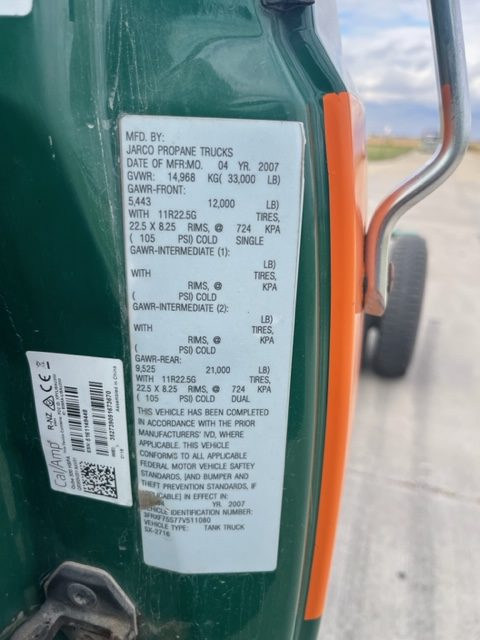 MFD. BY:
JARCO PROPANE TRUCKS
DATE OF MFR:MO. 04 YR. 2007
GVWR: 14,968 KG( 33,000 LB)
GAWR-FRONT:
5,443 12,000 LB)
WITH 11R22.5G TIRES,
22.5 X 8.25 RIMS, @ 724 KPA
( 105 PSI) COLD SINGLE
GAWR-INTERMEDIATE (1):
LB)
WITH TIRES,
RIMS, @ KPA
( PSI) COLD
GAWR-INTERMEDIATE (2):
LB)
WITH TIRES,
RIMS, @ KPA
( PSI) COLD
GAWR-REAR:
9,525 21,000 LB)
WITH 11R22.5G TIRES,
22.5 X 8.25 RIMS, @ 724 KPA
( 105 PSI) COLD DUAL
THIS VEHICLE HAS BEEN COMPLETED
IN ACCORDANCE WITH THE PRIOR
MANUFACTURERS' IVD, WHERE
APPLICABLE. THIS VEHICLE
CONFORMS TO ALL APPLICABLE
FEDERAL MOTOR VEHICLE SAFTEY
STANDARDS, [AND BUMPER AND
THEFT PREVENTION STANDARDS, IF
APPLICABLE] IN EFFECT IN:
YR. 2007
VEHICLE IDENTIFICATION NUMBER:
VEHICLE TYPE: TANK TRUCK
SX-2716
CalAmp
R-NZ CE
Assembled in China